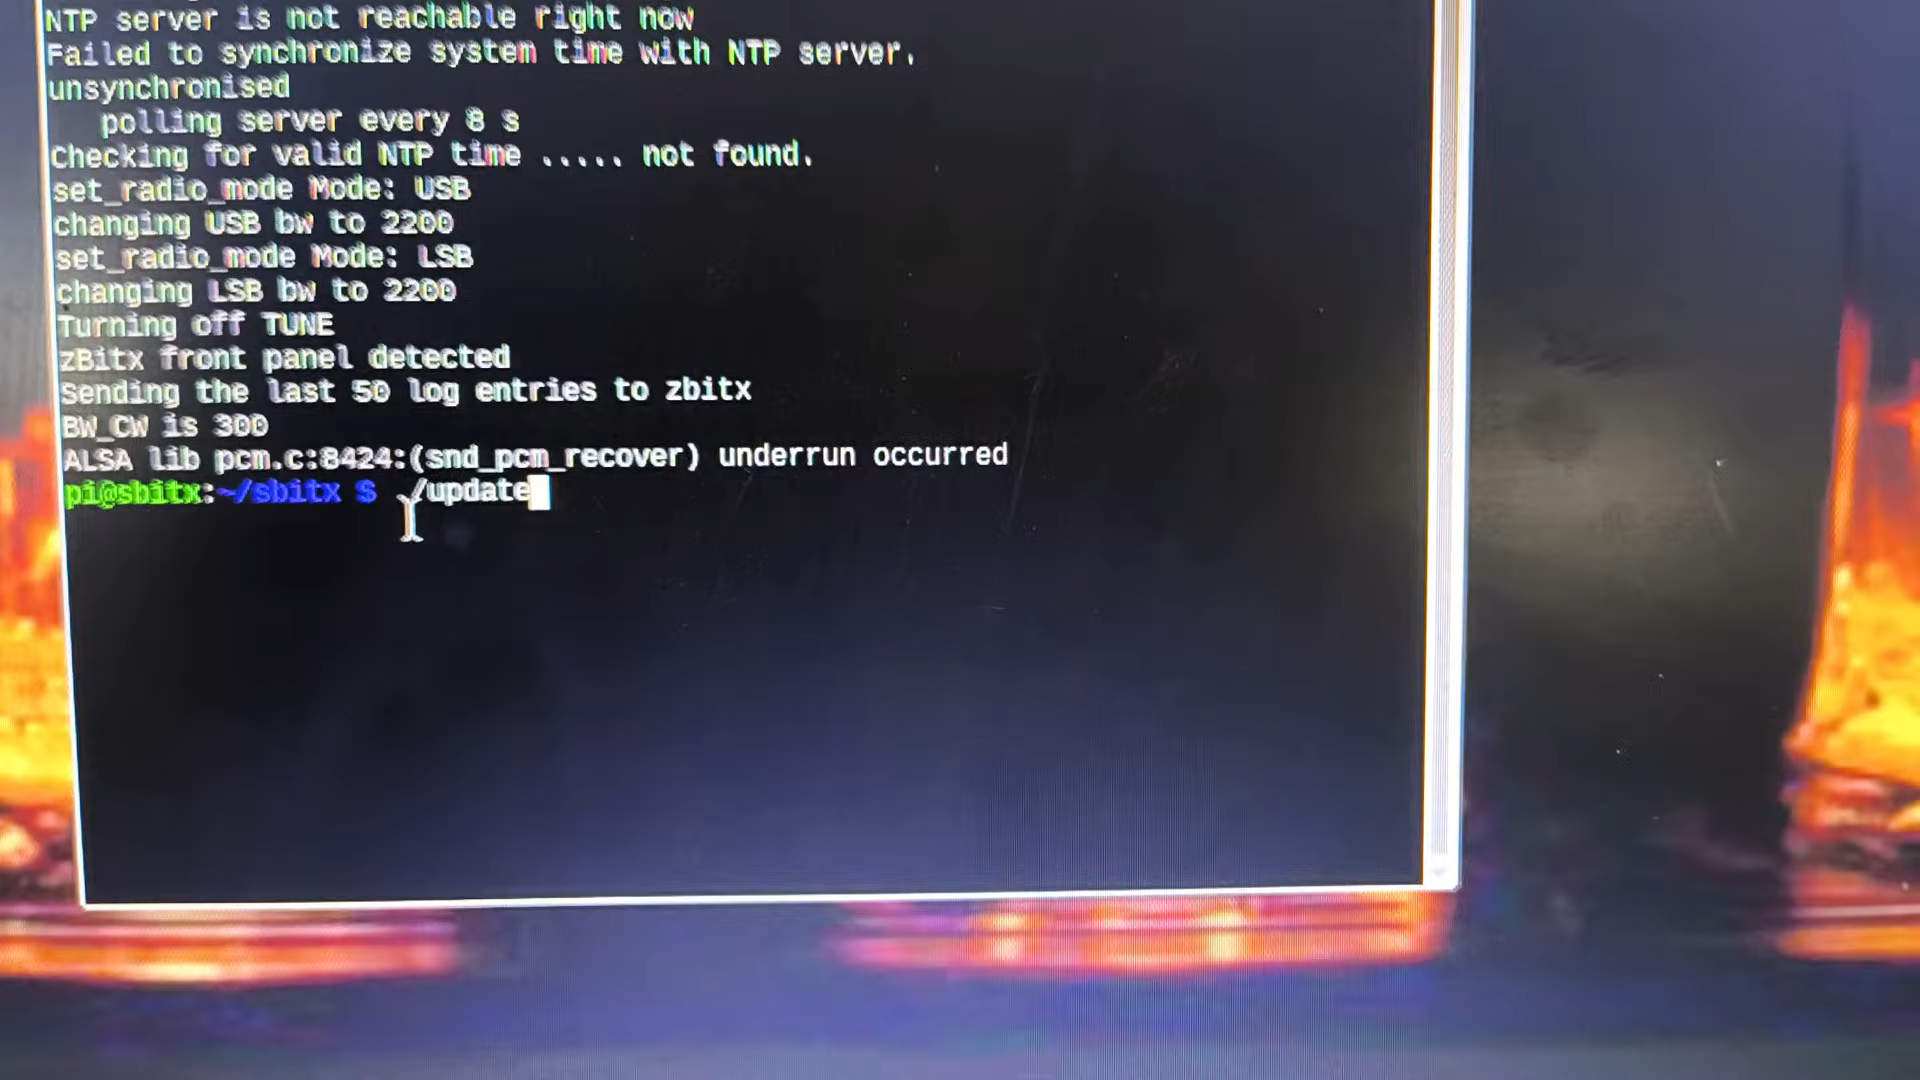 NTP server is not reachable right now
Failed to synchronize system time with NTP server.
unsynchronised
polling server every 8 s
Checking for valid NTP time ..... not found.
set_radio_mode Mode: USB
changing USB bw to 2200
set_radio_mode Mode: LSB
changing LSB bw to 2200
Turning off TUNE
zBitx front panel detected
Sending the last 50 log entries to zbitx
BW_CW is 300
ALSA lib pcm.c:8424:(snd_pcm_recover) underrun occurred
pi@sbitx:~/sbitx $ ./update